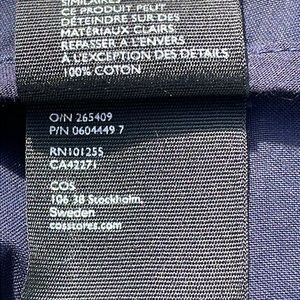 SIMILAIRES
CE PRODUIT PEUT
DÉTEINDRE SUR DES
MATÉRIAUX CLAIRS
REPASSER À L'ENVERS
À L'EXCEPTION DES DÉTAILS
100% COTON
O/N 265409
P/N 0604449 7
RN101255
CA42271
COS
106 38 Stockholm,
Sweden
cosstores.com